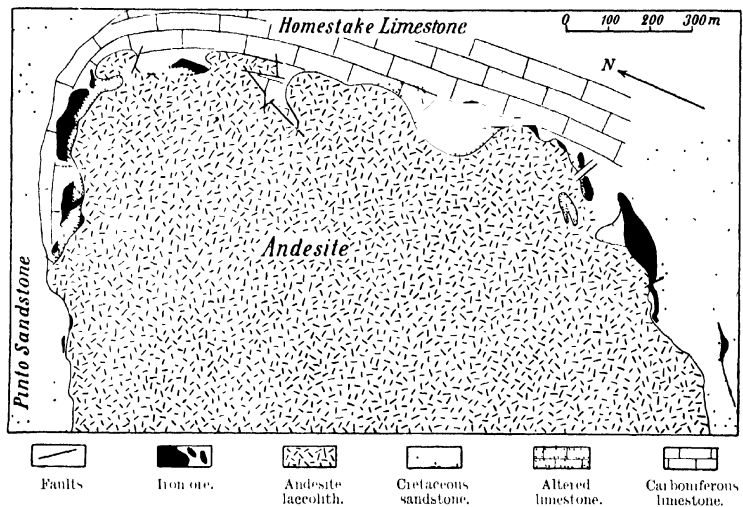 Homestake Limestone
0 100 200 300 m
N
Andesite
Pinto Sandstone
Faults
Iron ore.
Andesite
laccolith.
Cretaceous
sandstone.
Altered
limestone.
Carboniferous
limestone.